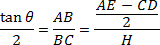 tan θ / 2 = AB / BC = ((AE − CD) / 2) / H